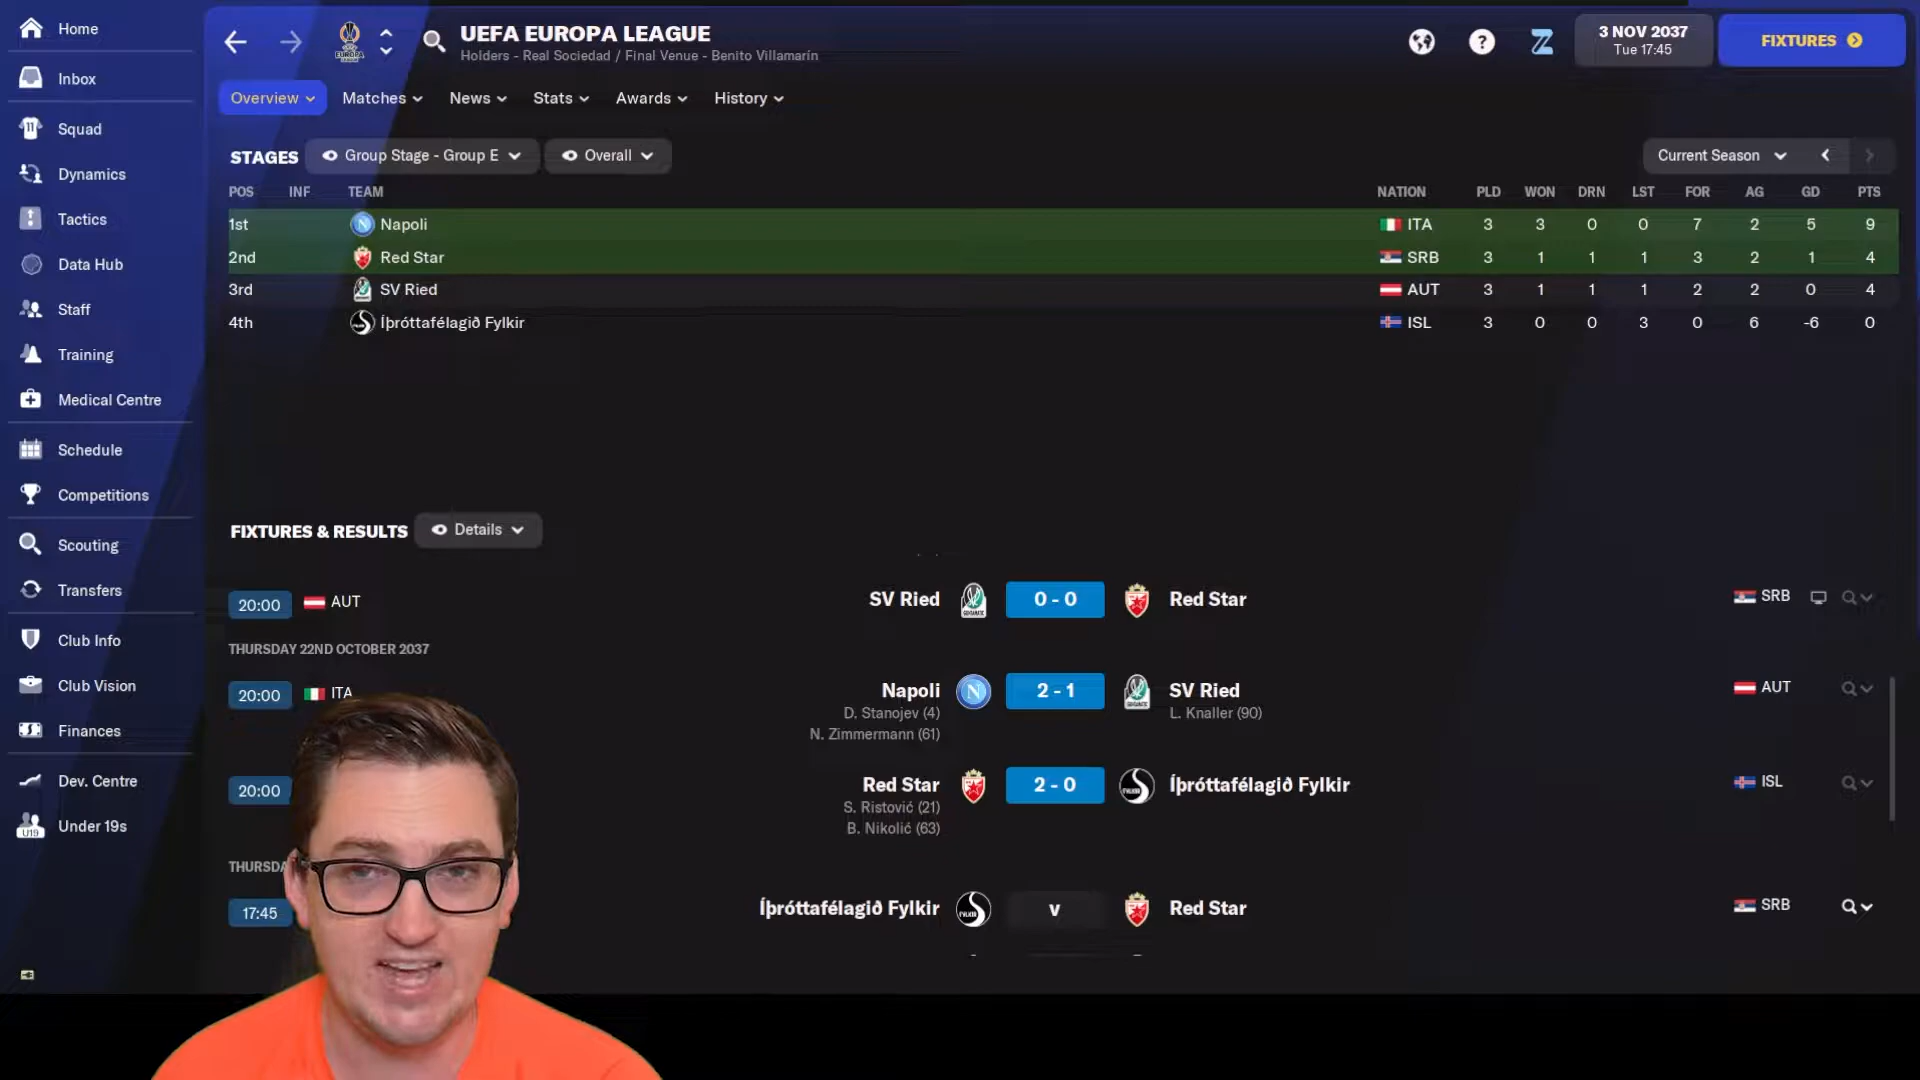 Home
Inbox
Squad
Dynamics
Tactics
Data Hub
Staff
Training
Medical Centre
Schedule
Competitions
Scouting
Transfers
Club Info
Club Vision
Finances
Dev. Centre
U19
Under 19s
UEFA EUROPA LEAGUE
Holders - Real Sociedad / Final Venue - Benito Villamarín
3 NOV 2037
Tue 17:45
FIXTURES
Overview Matches News Stats Awards History
STAGES Group Stage - Group E Overall Current Season
POS INF TEAM NATION PLD WON DRN LST FOR AG GD PTS
1st Napoli ITA 3 3 0 0 7 2 5 9
2nd Red Star SRB 3 1 1 1 3 2 1 4
3rd SV Ried AUT 3 1 1 1 2 2 0 4
4th Íþróttafélagið Fylkir ISL 3 0 0 3 0 6 -6 0
FIXTURES & RESULTS Details
20:00 AUT SV Ried 0 - 0 Red Star SRB
THURSDAY 22ND OCTOBER 2037
20:00 ITA Napoli 2 - 1 SV Ried AUT
D. Stanojev (4) L. Knaller (90)
N. Zimmermann (61)
20:00 Red Star 2 - 0 Íþróttafélagið Fylkir ISL
S. Ristović (21)
B. Nikolić (63)
THURSDA
17:45 Íþróttafélagið Fylkir v Red Star SRB